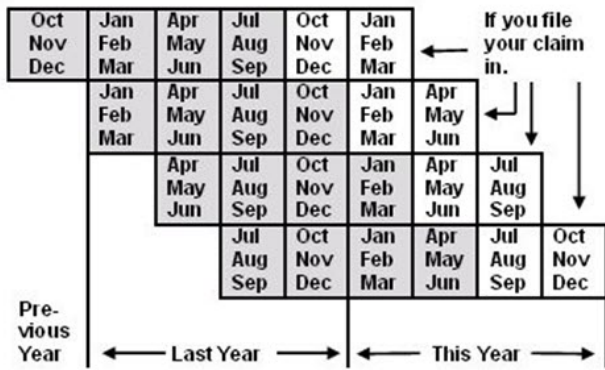 Oct Jan Apr Jul Oct Jan
Nov Feb May Aug Nov Feb
Dec Mar Jun Sep Dec Mar
If you file
your claim
in.
Jan Apr Jul Oct Jan Apr
Feb May Aug Nov Feb May
Mar Jun Sep Dec Mar Jun
Apr Jul Oct Jan Apr Jul
May Aug Nov Feb May Aug
Jun Sep Dec Mar Jun Sep
Jul Oct Jan Apr Jul Oct
Aug Nov Feb May Aug Nov
Sep Dec Mar Jun Sep Dec
Pre-
vious
Year
Last Year
This Year